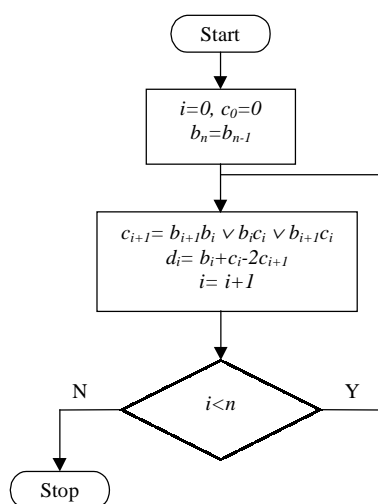 Start
i=0, c₀=0
bₙ=bₙ₋₁
cᵢ₊₁= bᵢ₊₁bᵢ ∨ bᵢcᵢ ∨ bᵢ₊₁cᵢ
dᵢ= bᵢ+cᵢ-2cᵢ₊₁
i= i+1
N
i<n
Y
Stop